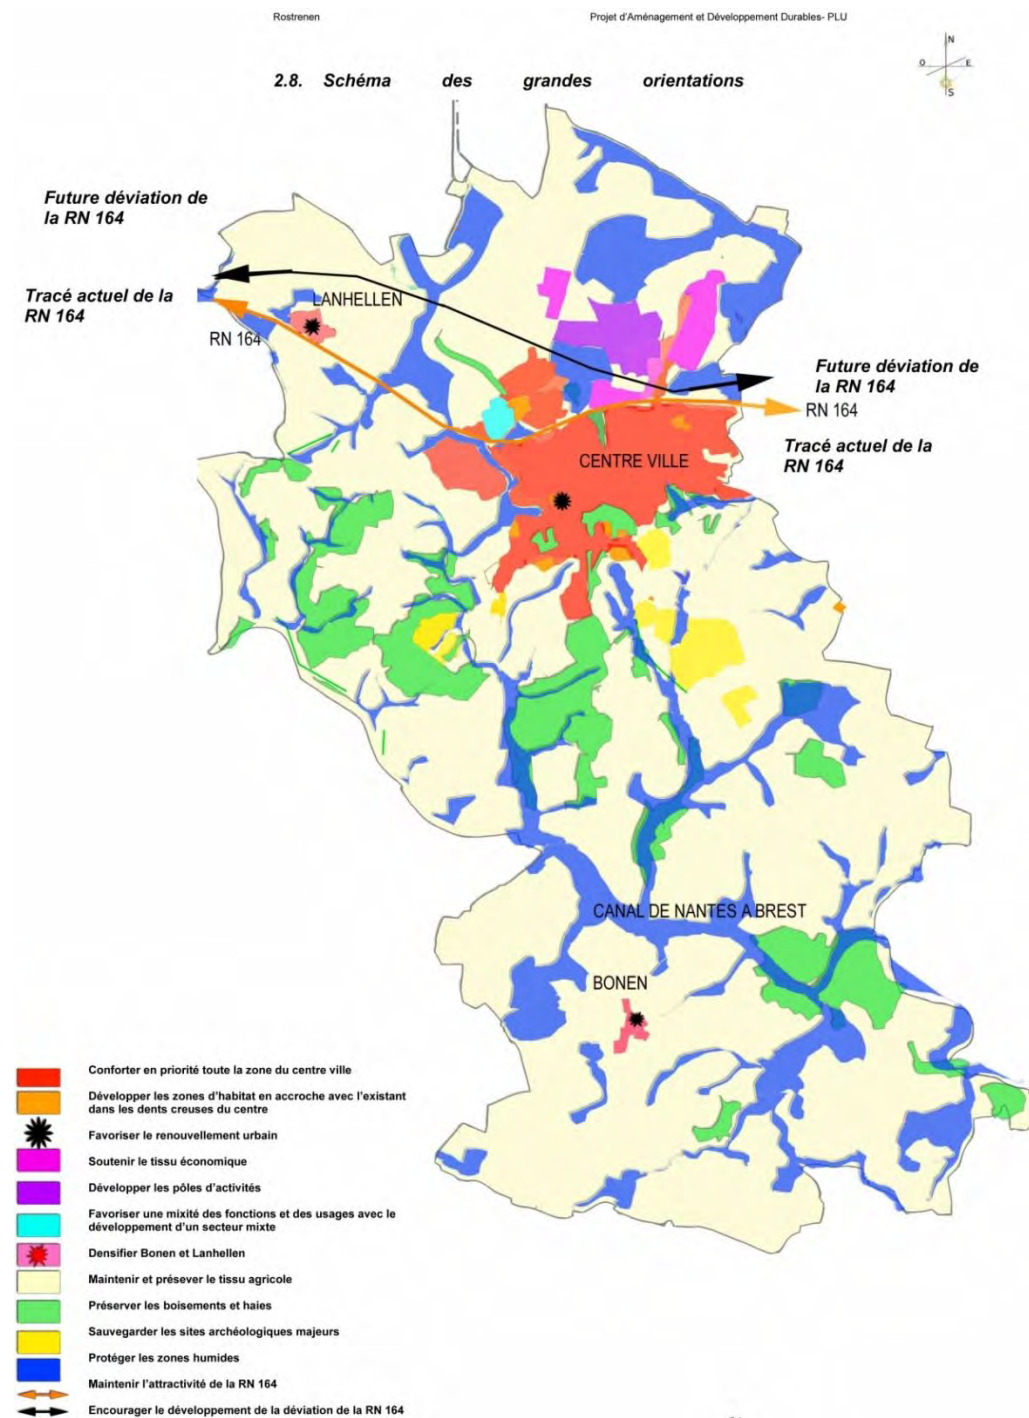 Rostrenen
Projet d'Aménagement et Développement Durables- PLU
2.8. Schéma des grandes orientations
N
O
E
S
Future déviation de
la RN 164
Tracé actuel de la
RN 164
LANHELLEN
RN 164
Future déviation de
la RN 164
RN 164
Tracé actuel de la
RN 164
CENTRE VILLE
CANAL DE NANTES A BREST
BONEN
Conforter en priorité toute la zone du centre ville
Développer les zones d'habitat en accroche avec l'existant
dans les dents creuses du centre
Favoriser le renouvellement urbain
Soutenir le tissu économique
Développer les pôles d'activités
Favoriser une mixité des fonctions et des usages avec le
développement d'un secteur mixte
Densifier Bonen et Lanhellen
Maintenir et présever le tissu agricole
Préserver les boisements et haies
Sauvegarder les sites archéologiques majeurs
Protéger les zones humides
Maintenir l'attractivité de la RN 164
Encourager le développement de la déviation de la RN 164